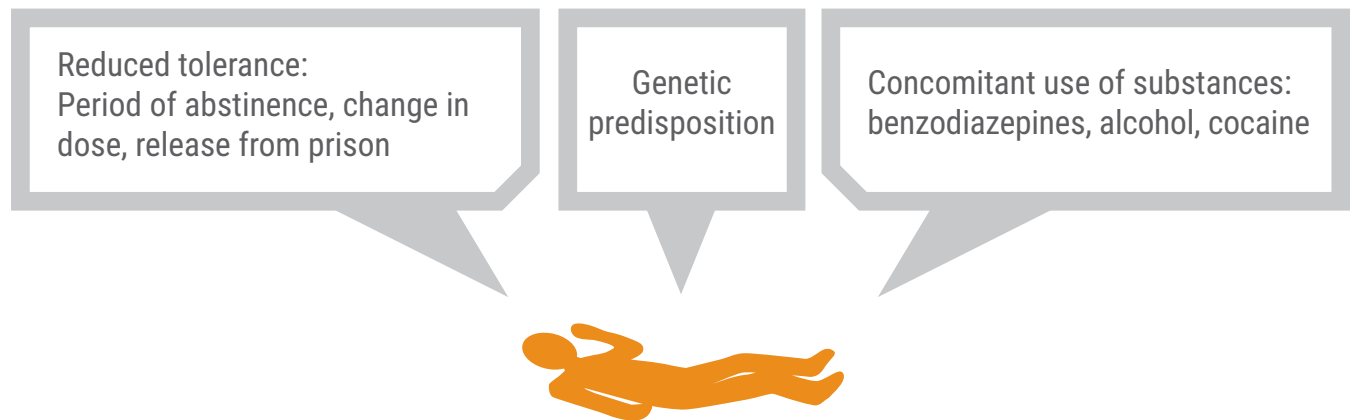 Reduced tolerance:
Period of abstinence, change in
dose, release from prison
Genetic
predisposition
Concomitant use of substances:
benzodiazepines, alcohol, cocaine